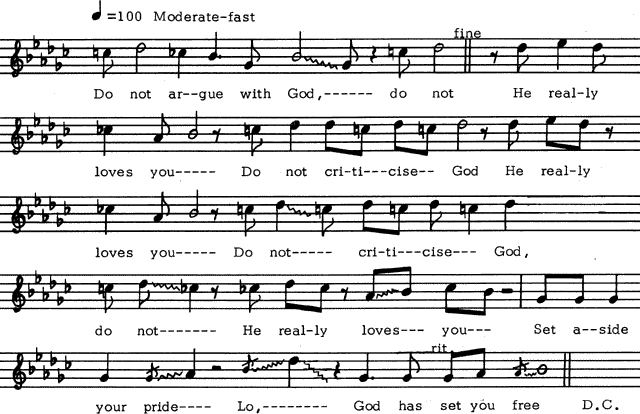 =100 Moderate-fast
fine
Do not ar--gue with God,------ do not He real-ly
loves you----- Do not cri-ti---cise-- God He real-ly
loves you----- Do not----- cri-ti---cise--- God,
do not------- He real-ly loves--- you--- Set a--side
rit
your pride---- Lo,-------- God has set you free D.C.